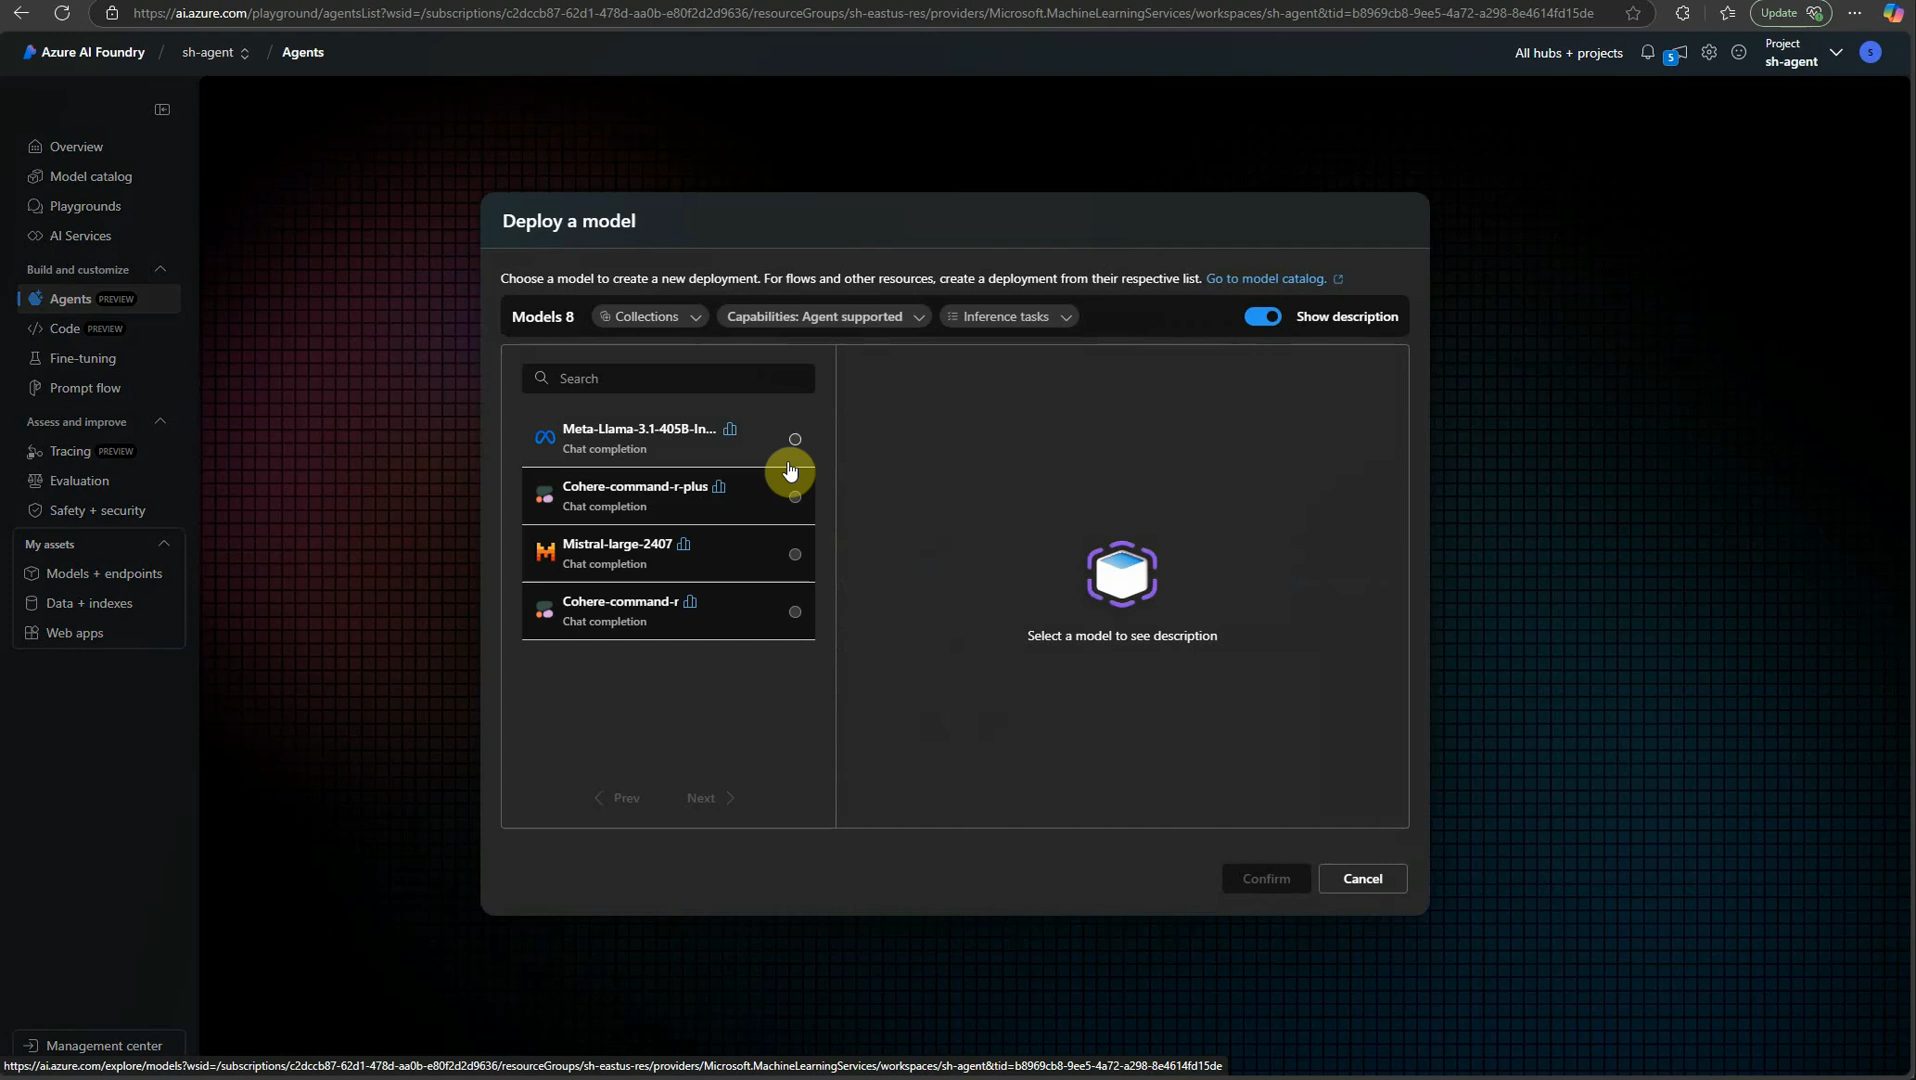 https://ai.azure.com/playground/agentsList?wsid=/subscriptions/c2dccb87-62d1-478d-aa0b-e80f2d2d9636/resourceGroups/sh-eastus-res/providers/Microsoft.MachineLearningServices/workspaces/sh-agent&tid=b8969cb8-9ee5-4a72-a298-8e4614fd15de
Update
Azure AI Foundry / sh-agent / Agents
All hubs + projects
5
Project
sh-agent
S
Overview
Model catalog
Playgrounds
AI Services
Build and customize
Agents PREVIEW
Code PREVIEW
Fine-tuning
Prompt flow
Assess and improve
Tracing PREVIEW
Evaluation
Safety + security
My assets
Models + endpoints
Data + indexes
Web apps
Management center
Deploy a model
Choose a model to create a new deployment. For flows and other resources, create a deployment from their respective list. Go to model catalog.
Models 8
Collections
Capabilities: Agent supported
Inference tasks
Show description
Search
Meta-Llama-3.1-405B-In...
Chat completion
Cohere-command-r-plus
Chat completion
Mistral-large-2407
Chat completion
Cohere-command-r
Chat completion
Prev
Next
Select a model to see description
Confirm
Cancel
https://ai.azure.com/explore/models?wsid=/subscriptions/c2dccb87-62d1-478d-aa0b-e80f2d2d9636/resourceGroups/sh-eastus-res/providers/Microsoft.MachineLearningServices/workspaces/sh-agent&tid=b8969cb8-9ee5-4a72-a298-8e4614fd15de